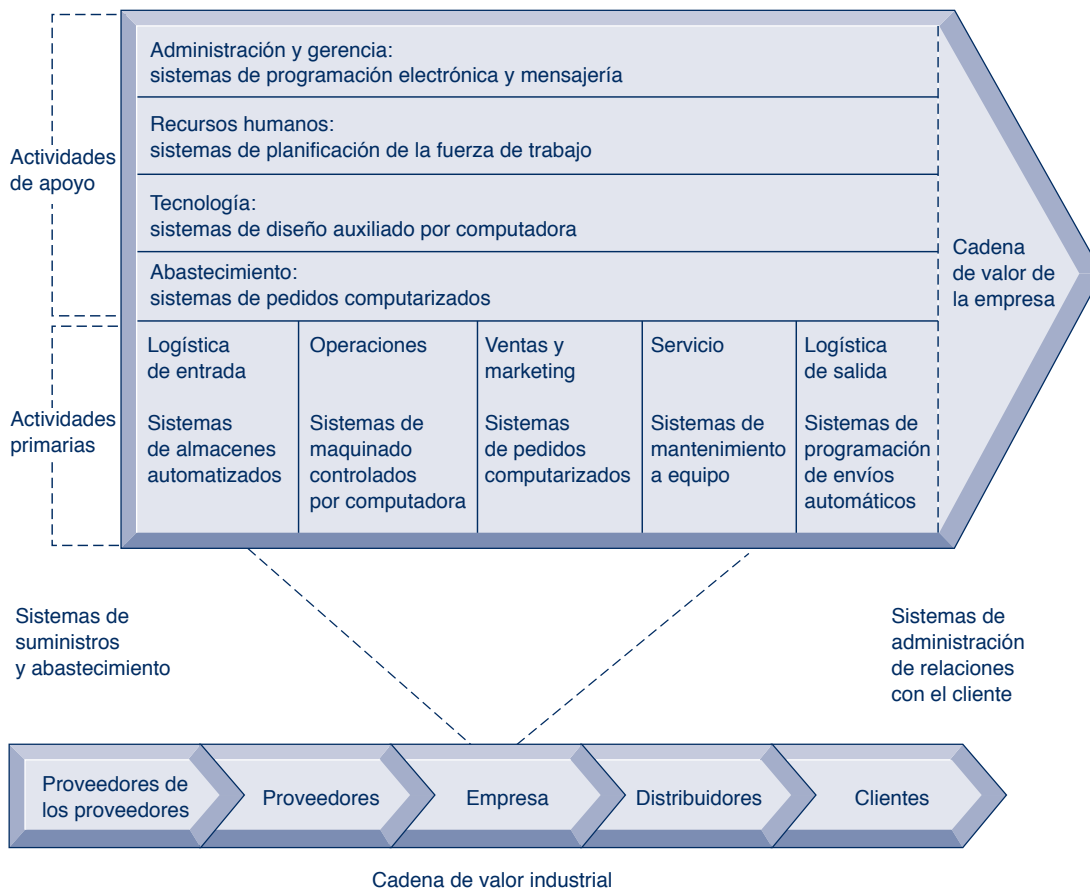 Administración y gerencia:
sistemas de programación electrónica y mensajería
Recursos humanos:
sistemas de planificación de la fuerza de trabajo
Actividades
de apoyo
Tecnología:
sistemas de diseño auxiliado por computadora
Cadena
de valor de
la empresa
Abastecimiento:
sistemas de pedidos computarizados
Actividades
primarias
Logística
de entrada
Sistemas
de almacenes
automatizados
Operaciones
Sistemas de
maquinado
controlados
por computadora
Ventas y
marketing
Sistemas
de pedidos
computarizados
Servicio
Sistemas de
mantenimiento
a equipo
Logística
de salida
Sistemas de
programación
de envíos
automáticos
Sistemas de
suministros
y abastecimiento
Sistemas de
administración
de relaciones
con el cliente
Proveedores de
los proveedores
Proveedores
Empresa
Distribuidores
Clientes
Cadena de valor industrial